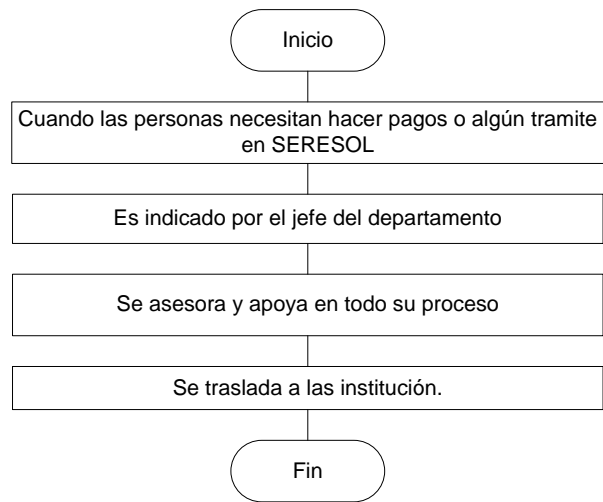 Inicio
Cuando las personas necesitan hacer pagos o algún tramite
en SERESOL
Es indicado por el jefe del departamento
Se asesora y apoya en todo su proceso
Se traslada a las institución.
Fin